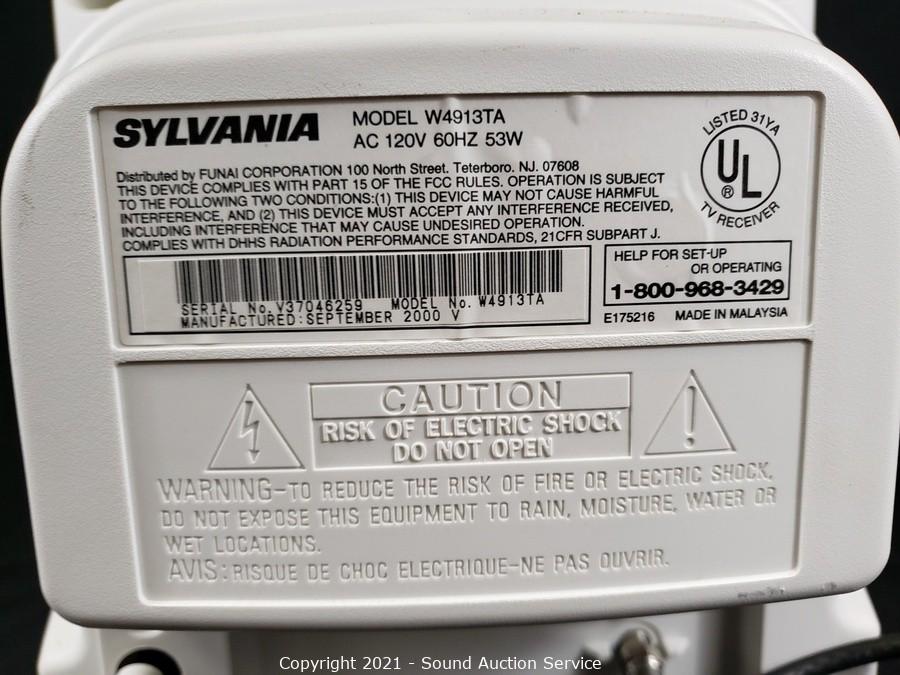 SYLVANIA
MODEL W4913TA
AC 120V 60HZ 53W
Distributed by FUNAI CORPORATION 100 North Street. Teterboro. NJ. 07608
THIS DEVICE COMPLIES WITH PART 15 OF THE FCC RULES. OPERATION IS SUBJECT
TO THE FOLLOWING TWO CONDITIONS:(1) THIS DEVICE MAY NOT CAUSE HARMFUL
INTERFERENCE, AND (2) THIS DEVICE MUST ACCEPT ANY INTERFERENCE RECEIVED,
INCLUDING INTERFERENCE THAT MAY CAUSE UNDESIRED OPERATION.
COMPLIES WITH DHHS RADIATION PERFORMANCE STANDARDS, 21CFR SUBPART J.
LISTED 31YA
UL
®
TV RECEIVER
SERIAL No. V37046259 MODEL No. W4913TA
MANUFACTURED:SEPTEMBER 2000 V
HELP FOR SET-UP
OR OPERATING
1-800-968-3429
E175216 MADE IN MALAYSIA
CAUTION
RISK OF ELECTRIC SHOCK
DO NOT OPEN
WARNING-TO REDUCE THE RISK OF FIRE OR ELECTRIC SHOCK,
DO NOT EXPOSE THIS EQUIPMENT TO RAIN, MOISTURE, WATER OR
WET LOCATIONS.
AVIS:RISQUE DE CHOC ELECTRIQUE-NE PAS OUVRIR.
Copyright 2021 - Sound Auction Service